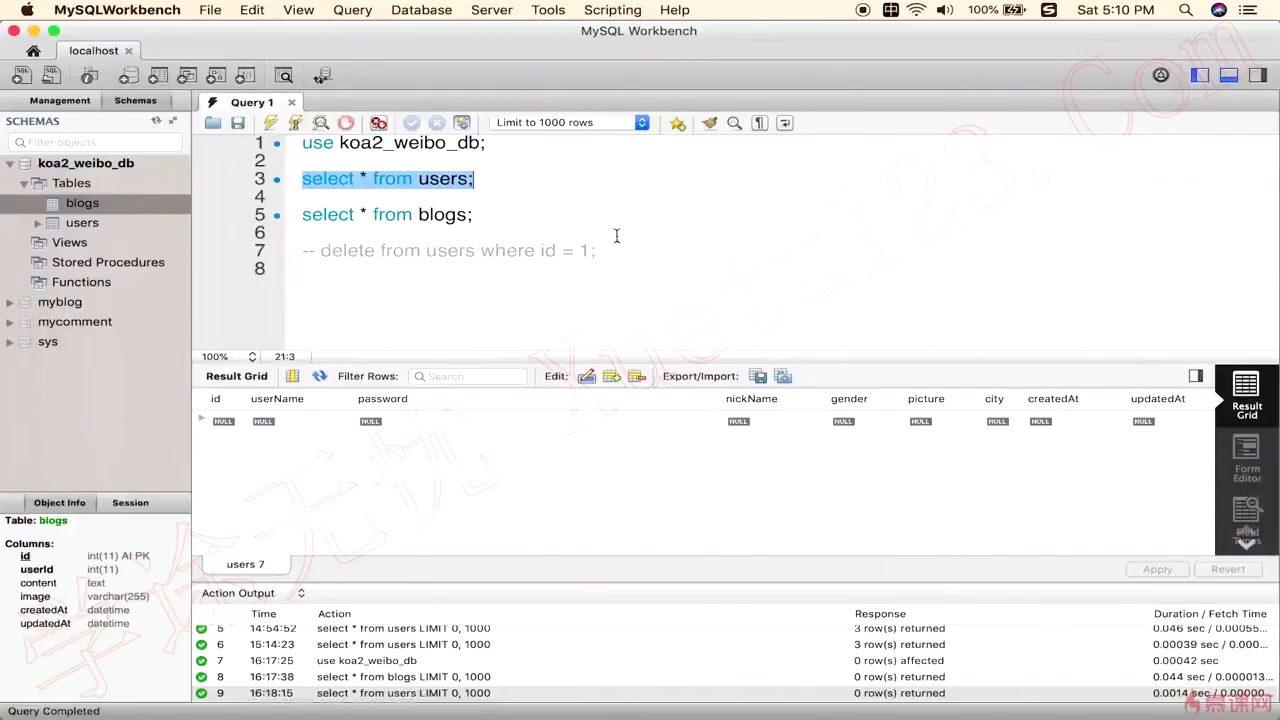 MySQLWorkbench File Edit View Query Database Server Tools Scripting Help 中 100% S Sat 5:10 PM
MySQL Workbench
localhost
Management Schemas Query 1
SCHEMAS
Limit to 1000 rows
Filter objects
koa2_weibo_db
Tables
blogs
users
Views
Stored Procedures
Functions
myblog
mycomment
sys
1 use koa2_weibo_db;
2
3 select * from users;
4
5 select * from blogs;
6
7 -- delete from users where id = 1;
8
100% 21:3
Result Grid Filter Rows: Search Edit: Export/Import:
id userName password nickName gender picture city createdAt updatedAt
NULL NULL NULL NULL NULL NULL NULL NULL NULL
Result Grid
Form Editor
Field Types
users 7
Apply Revert
Object Info Session
Table: blogs
Columns:
id int(11) AI PK
userId int(11)
content text
image varchar(255)
createdAt datetime
updatedAt datetime
Action Output
Time Action Response Duration / Fetch Time
5 14:54:52 select * from users LIMIT 0, 1000 3 row(s) returned 0.046 sec / 0.00055...
6 15:14:23 select * from users LIMIT 0, 1000 3 row(s) returned 0.00039 sec / 0.000...
7 16:17:25 use koa2_weibo_db 0 row(s) affected 0.00042 sec
8 16:17:38 select * from blogs LIMIT 0, 1000 0 row(s) returned 0.044 sec / 0.000013...
9 16:18:15 select * from users LIMIT 0, 1000 0 row(s) returned 0.0014 sec / 0.00000...
Query Completed
慕课网